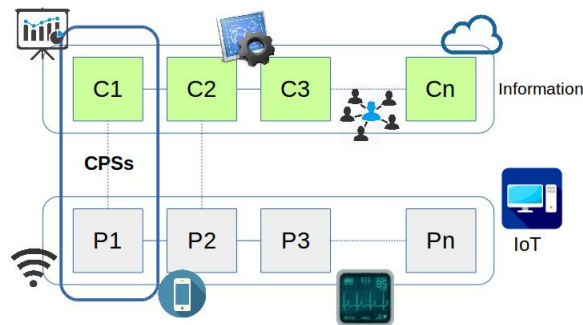 C1
C2
C3
Cn
Information
CPSs
P1
P2
P3
Pn
IoT